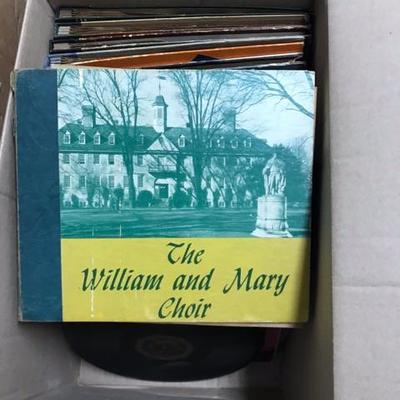 The
William and Mary
Choir